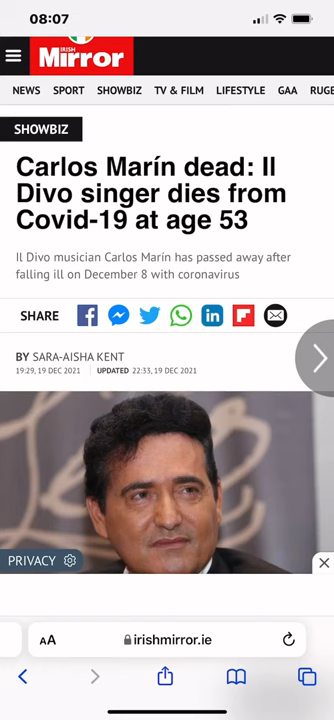 08:07
IRISH
Mirror
NEWS SPORT SHOWBIZ TV & FILM LIFESTYLE GAA RUGB
SHOWBIZ
Carlos Marín dead: Il
Divo singer dies from
Covid-19 at age 53
Il Divo musician Carlos Marín has passed away after
falling ill on December 8 with coronavirus
SHARE
BY SARA-AISHA KENT
19:29, 19 DEC 2021 UPDATED 22:33, 19 DEC 2021
PRIVACY
AA irishmirror.ie